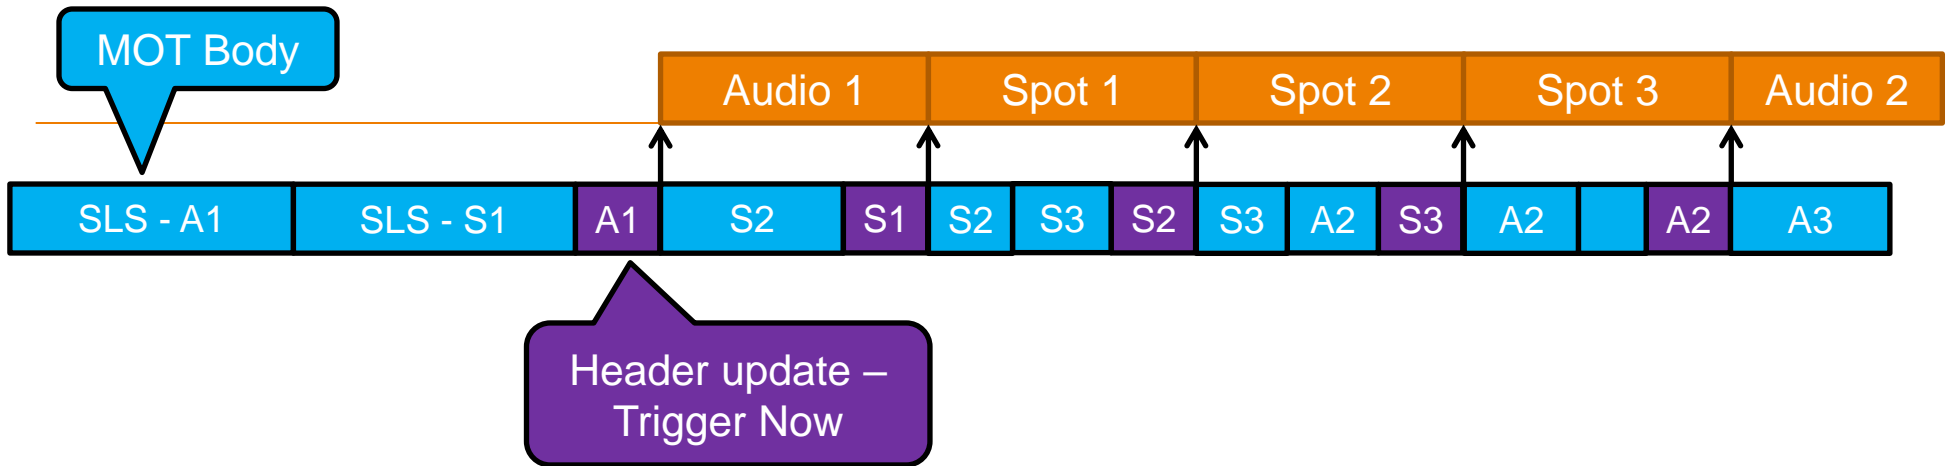 MOT Body
Audio 1 Spot 1 Spot 2 Spot 3 Audio 2
SLS - A1 SLS - S1 A1 S2 S1 S2 S3 S2 S3 A2 S3 A2 A2 A3
Header update –
Trigger Now